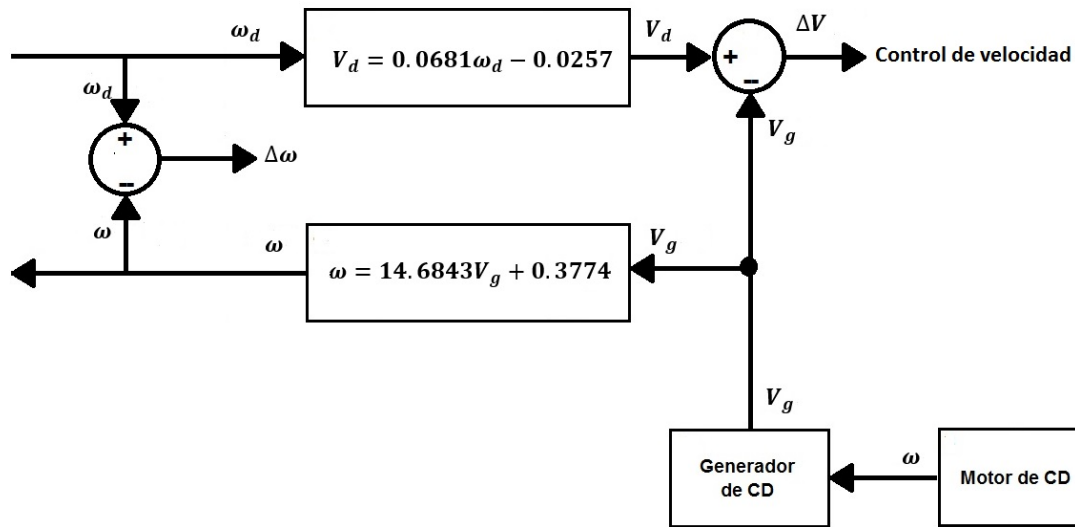 ω_d
V_d = 0.0681ω_d − 0.0257
V_d
+
--
ΔV
Control de velocidad
ω_d
+
--
Δω
V_g
ω
ω
ω = 14.6843V_g + 0.3774
V_g
V_g
Generador
de CD
ω
Motor de CD